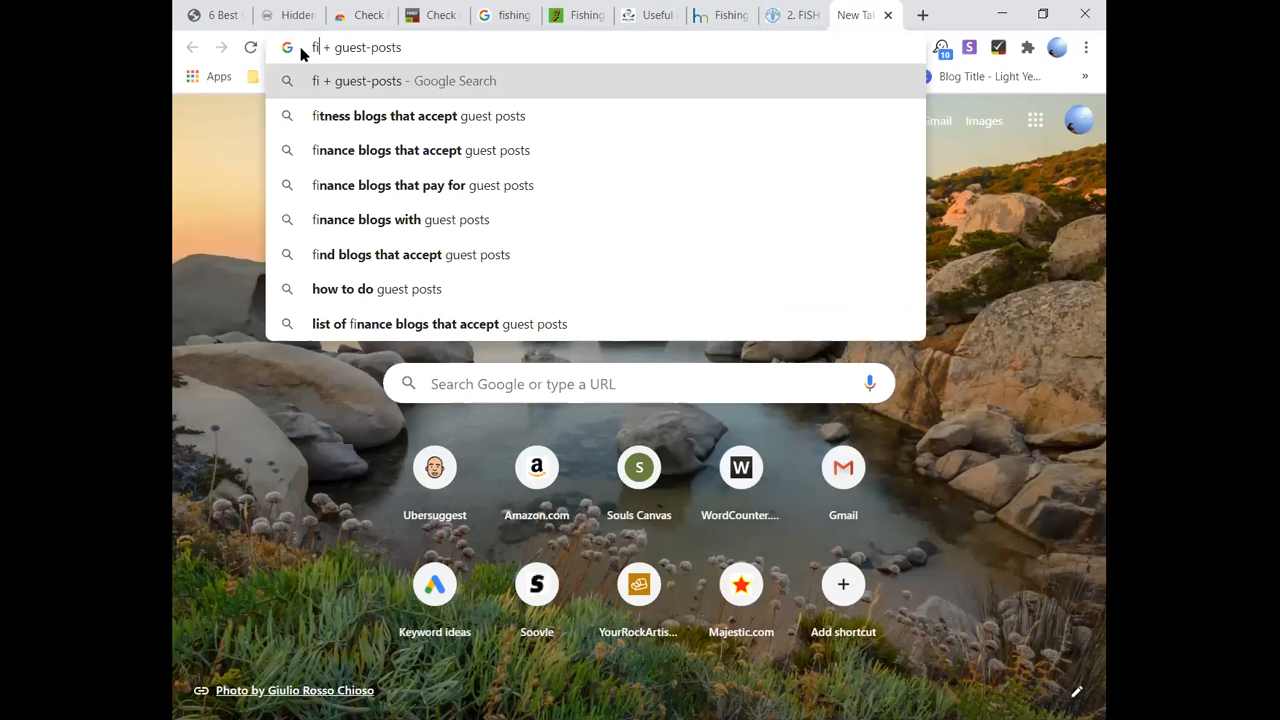 6 Best
Hidden
Check
Check
fishing
Fishing
Useful
Fishing
2. FISH
New Ta
fi + guest-posts
10
Apps
Blog Title - Light Ye...
»
fi + guest-posts - Google Search
fitness blogs that accept guest posts
finance blogs that accept guest posts
finance blogs that pay for guest posts
finance blogs with guest posts
find blogs that accept guest posts
how to do guest posts
list of finance blogs that accept guest posts
Gmail
Images
Search Google or type a URL
Ubersuggest
Amazon.com
Souls Canvas
WordCounter....
Gmail
Keyword ideas
Soovle
YourRockArtis...
Majestic.com
Add shortcut
Photo by Giulio Rosso Chioso